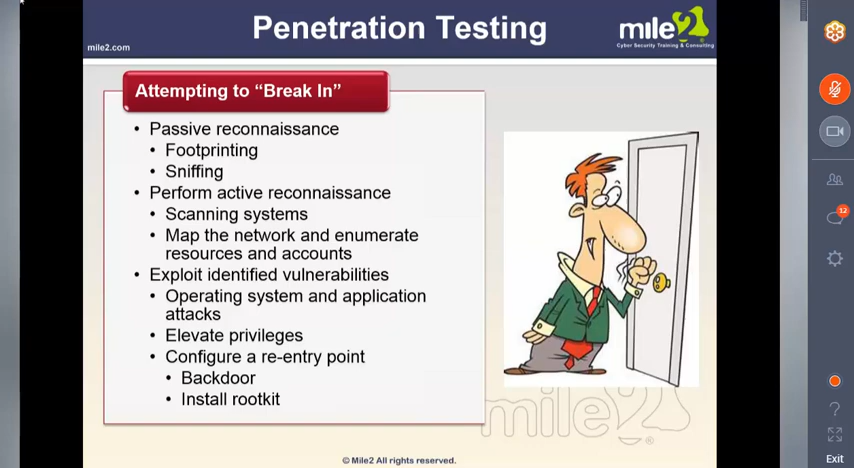 Penetration Testing
mile2
Cyber Security Training & Consulting
mile2.com
Attempting to “Break In”
• Passive reconnaissance
• Footprinting
• Sniffing
• Perform active reconnaissance
• Scanning systems
• Map the network and enumerate
resources and accounts
• Exploit identified vulnerabilities
• Operating system and application
attacks
• Elevate privileges
• Configure a re-entry point
• Backdoor
• Install rootkit
mile2
®
© Mile2 All rights reserved.
12
?
Exit